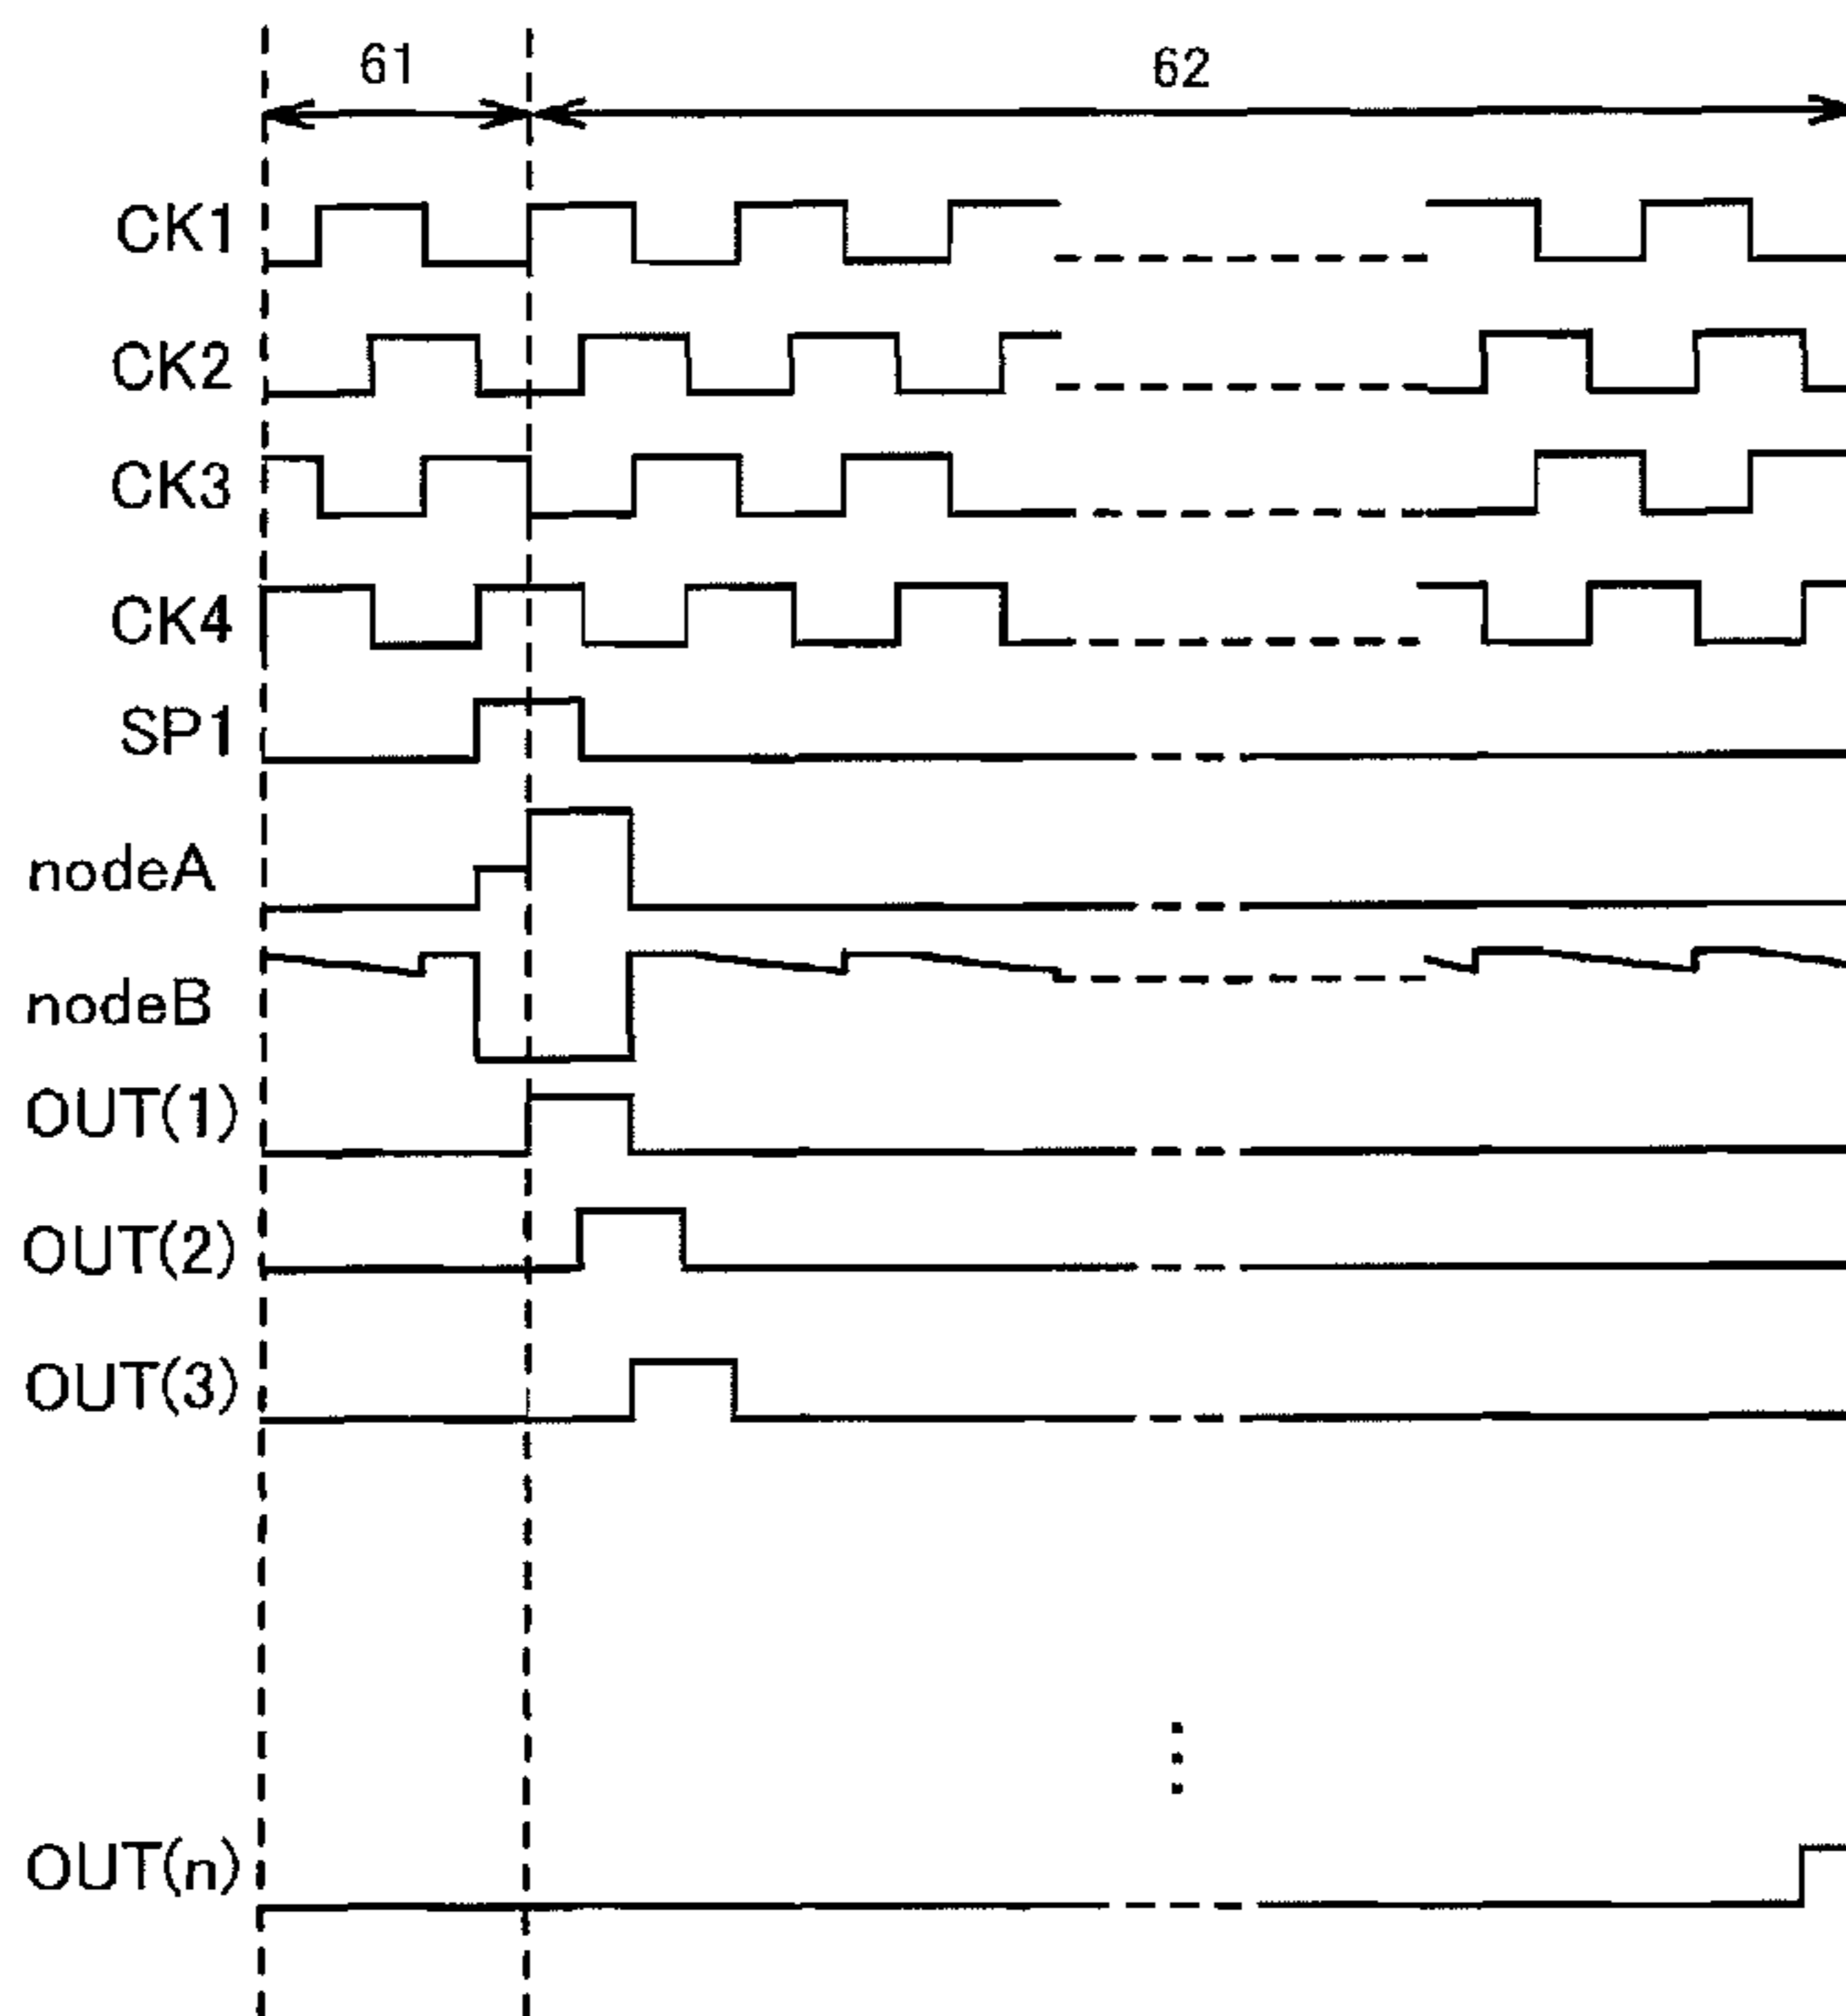 61 62
CK1
CK2
CK3
CK4
SP1
nodeA
nodeB
OUT(1)
OUT(2)
OUT(3)
OUT(n)